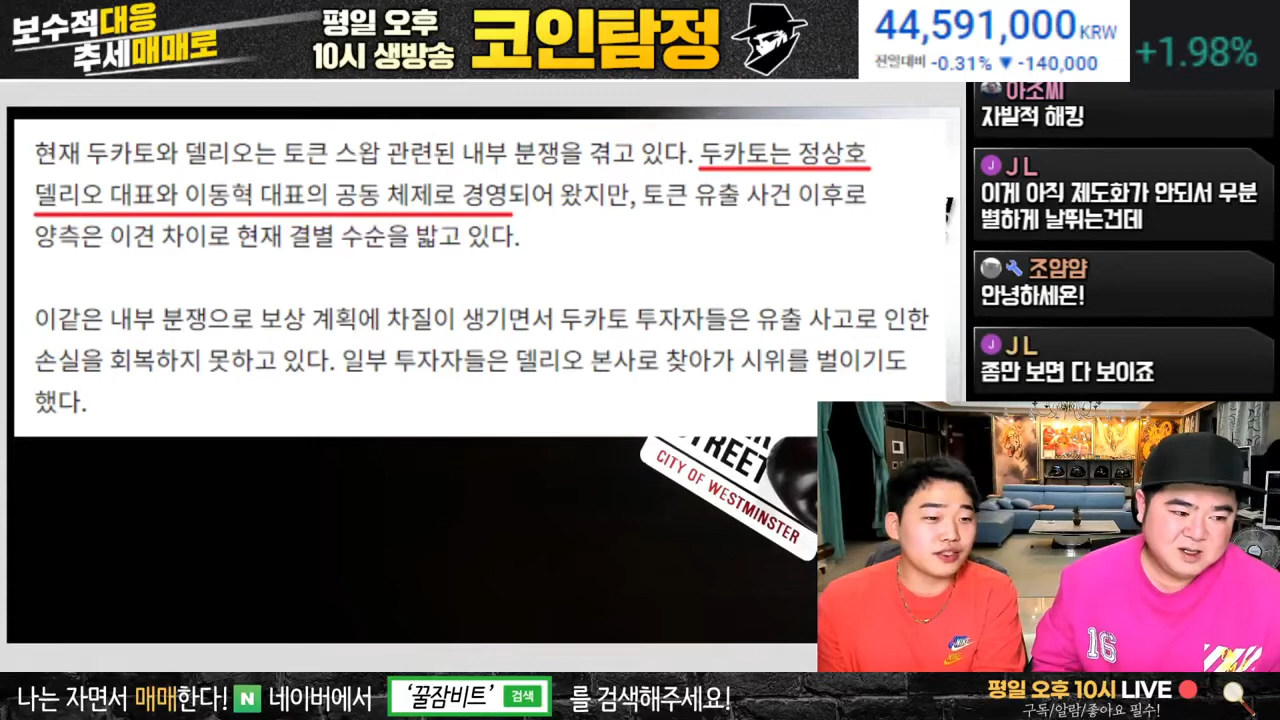 보수적대응
추세매매로
평일 오후
10시 생방송
코인탐정
44,591,000 KRW
전일대비 -0.31% ▼ -140,000
+1.98%
현재 두카토와 델리오는 토큰 스왑 관련된 내부 분쟁을 겪고 있다. 두카토는 정상호
델리오 대표와 이동혁 대표의 공동 체제로 경영되어 왔지만, 토큰 유출 사건 이후로
양측은 이견 차이로 현재 결별 수순을 밟고 있다.
이같은 내부 분쟁으로 보상 계획에 차질이 생기면서 두카토 투자자들은 유출 사고로 인한
손실을 회복하지 못하고 있다. 일부 투자자들은 델리오 본사로 찾아가 시위를 벌이기도
했다.
STREET
CITY OF WESTMINSTER
아조씨
자발적 해킹
J JL
이게 아직 제도화가 안되서 무분
별하게 날뛰는건데
조얌얌
안녕하세욘!
J JL
좀만 보면 다 보이죠
NIKE
NIKE
16
나는 자면서 매매한다! N 네이버에서 '꿀잠비트' 검색 를 검색해주세요!
평일 오후 10시 LIVE
구독/알람/좋아요 필수!